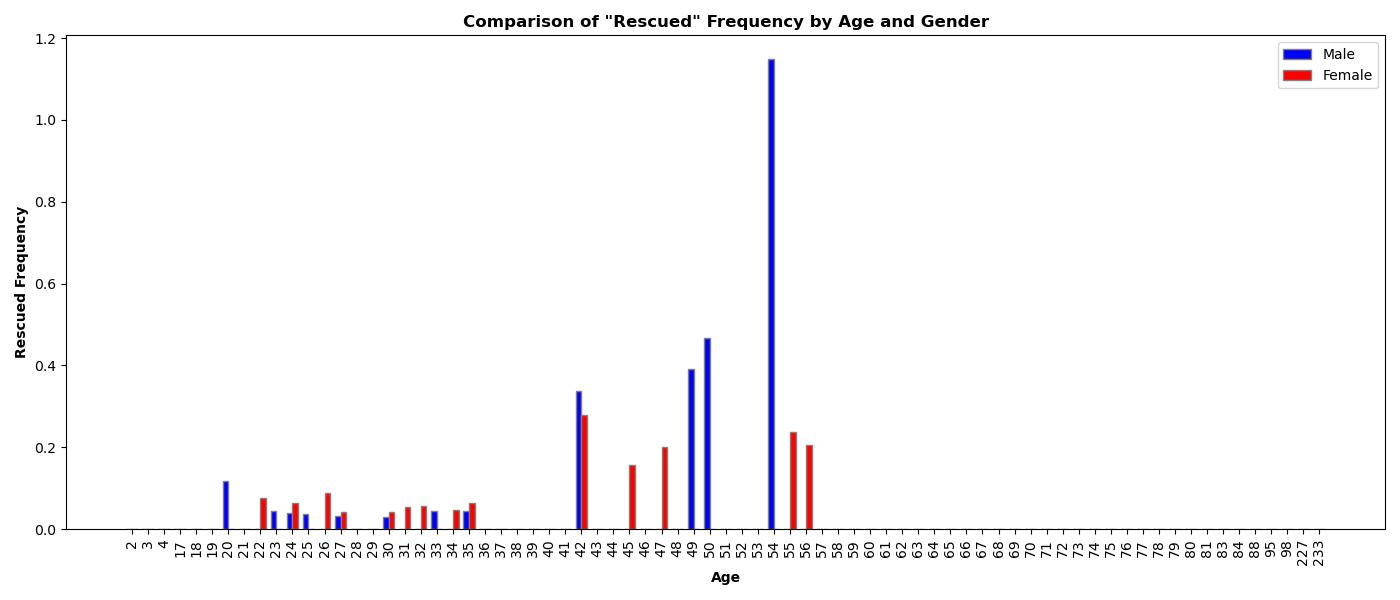 Comparison of "Rescued" Frequency by Age and Gender
Male
Female
Rescued Frequency
1.2
1.0
0.8
0.6
0.4
0.2
0.0
2 3 4 17 18 19 20 21 22 23 24 25 26 27 28 29 30 31 32 33 34 35 36 37 38 39 40 41 42 43 44 45 46 47 48 49 50 51 52 53 54 55 56 57 58 59 60 61 62 63 64 65 66 67 68 69 70 71 72 73 74 75 76 77 78 79 80 81 83 84 88 95 98 227 233
Age